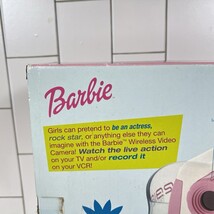 Barbie
Girls can pretend to be an actress,
rock star, or anything else they can
imagine with the Barbie™ Wireless Video
Camera! Watch the live action
on your TV and/or record it
on your VCR!
EASY